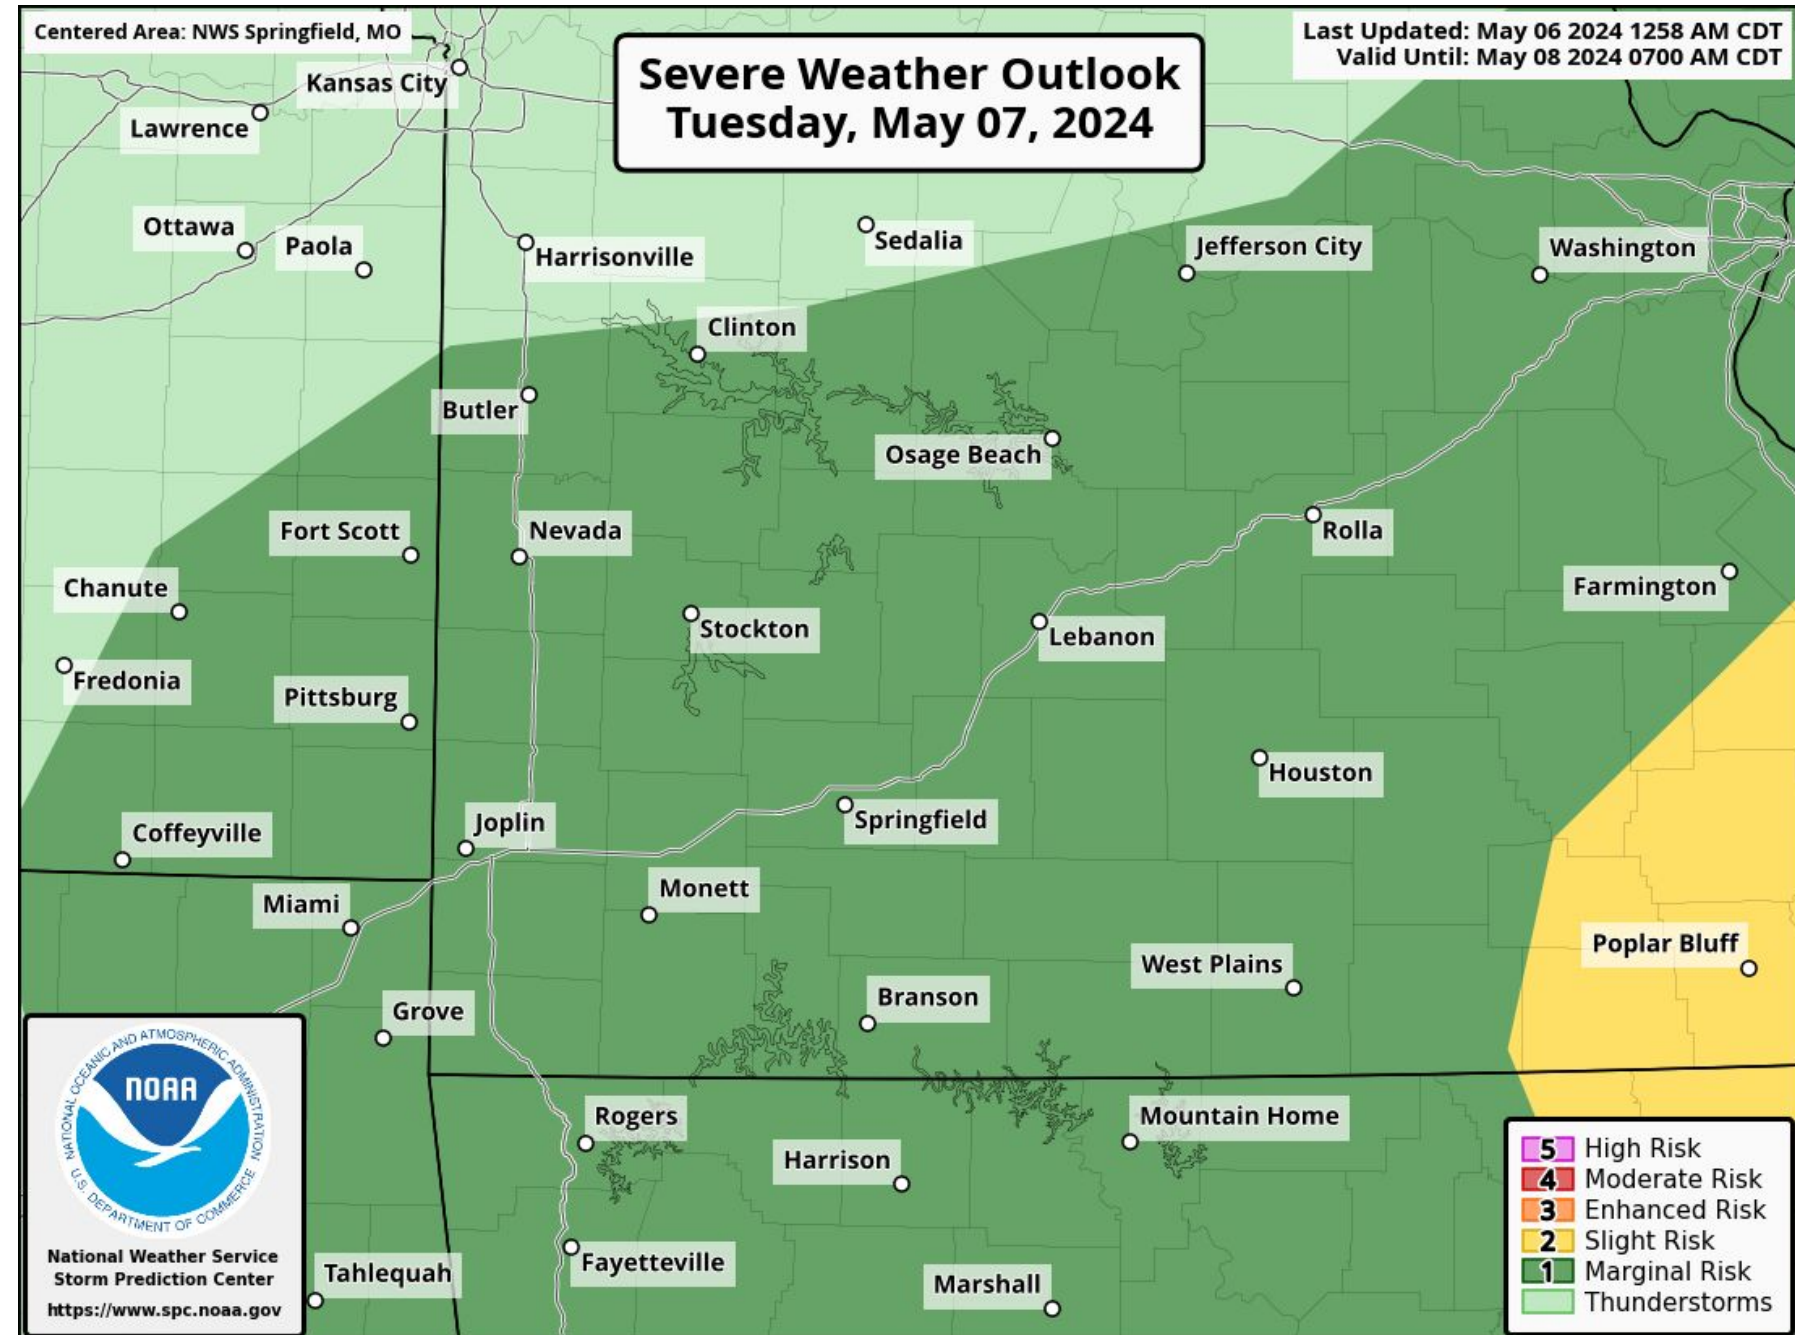 Centered Area: NWS Springfield, MO
Last Updated: May 06 2024 1258 AM CDT
Valid Until: May 08 2024 0700 AM CDT
Severe Weather Outlook
Tuesday, May 07, 2024
Kansas City
Lawrence
Ottawa
Paola
Harrisonville
Sedalia
Jefferson City
Washington
Clinton
Butler
Osage Beach
Fort Scott
Nevada
Rolla
Chanute
Farmington
Stockton
Lebanon
Fredonia
Pittsburg
Houston
Joplin
Springfield
Coffeyville
Monett
Miami
Poplar Bluff
West Plains
Branson
Grove
Rogers
Mountain Home
Harrison
Fayetteville
Tahlequah
Marshall
NATIONAL OCEANIC AND ATMOSPHERIC ADMINISTRATION
NOAA
U.S. DEPARTMENT OF COMMERCE
National Weather Service
Storm Prediction Center
https://www.spc.noaa.gov
5 High Risk
4 Moderate Risk
3 Enhanced Risk
2 Slight Risk
1 Marginal Risk
Thunderstorms